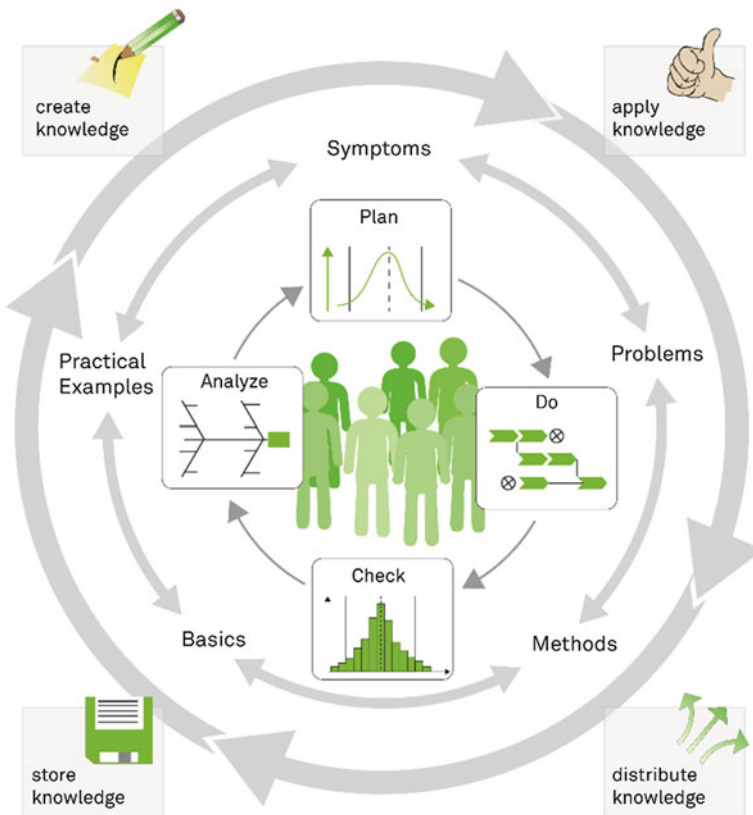 create
knowledge
apply
knowledge
Symptoms
Plan
Practical
Examples
Analyze
Problems
Do
Check
Basics
Methods
store
knowledge
distribute
knowledge